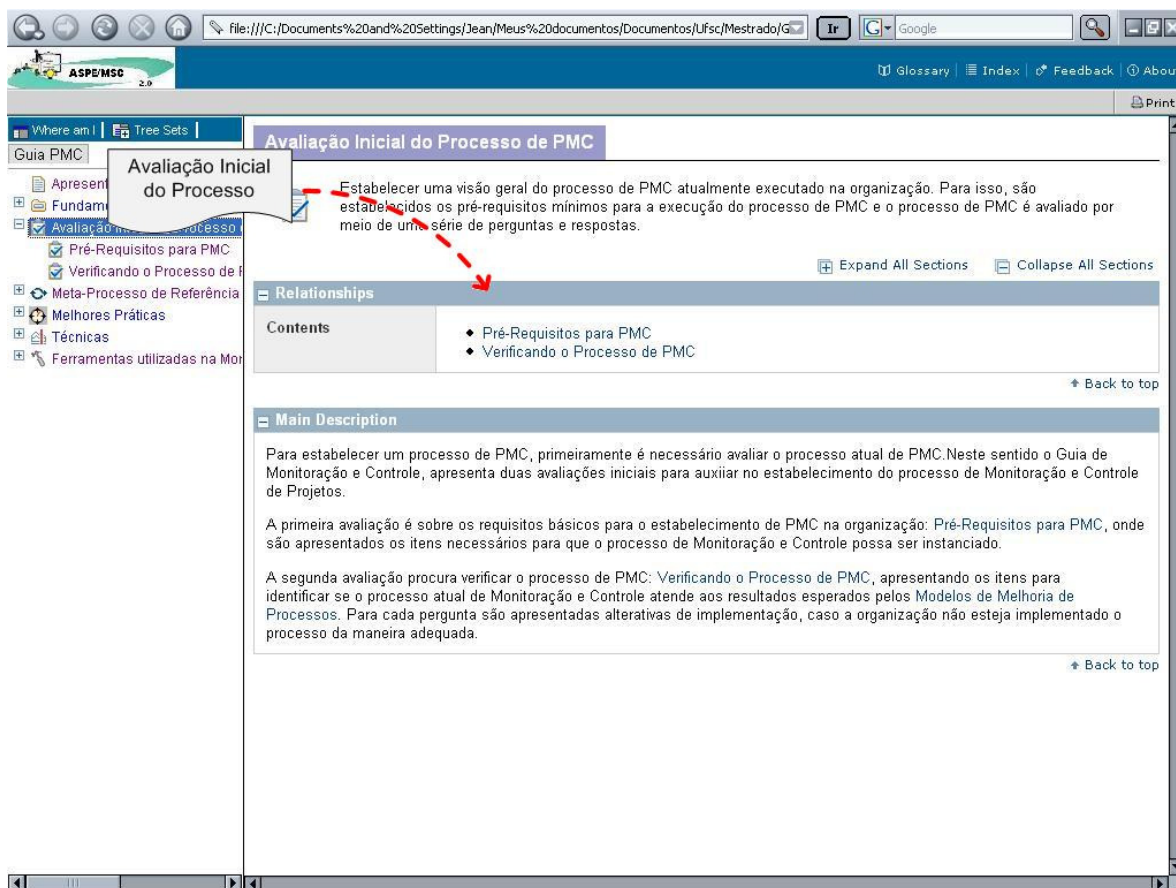 file:///C:/Documents%20and%20Settings/Jean/Meus%20documentos/Documentos/Ufsc/Mestrado/G
Ir
G
Google
ASPE/MSC
2.0
Glossary
Index
Feedback
Abou
Print
Where am I
Tree Sets
Guia PMC
Avaliação Inicial
do Processo
Apresent
Fundam
Avaliação
Pré-Requisitos para PMC
Verificando o Processo de
Meta-Processo de Referência
Melhores Práticas
Técnicas
Ferramentas utilizadas na Mor
Avaliação Inicial do Processo de PMC
Estabelecer uma visão geral do processo de PMC atualmente executado na organização. Para isso, são
estabelecidos os pré-requisitos mínimos para a execução do processo de PMC e o processo de PMC é avaliado por
meio de uma série de perguntas e respostas.
Expand All Sections
Collapse All Sections
Relationships
Contents
Pré-Requisitos para PMC
Verificando o Processo de PMC
Back to top
Main Description
Para estabelecer um processo de PMC, primeiramente é necessário avaliar o processo atual de PMC.Neste sentido o Guia de
Monitoração e Controle, apresenta duas avaliações iniciais para auxiiar no estabelecimento do processo de Monitoração e Controle
de Projetos.
A primeira avaliação é sobre os requisitos básicos para o estabelecimento de PMC na organização: Pré-Requisitos para PMC, onde
são apresentados os itens necessários para que o processo de Monitoração e Controle possa ser instanciado.
A segunda avaliação procura verificar o processo de PMC: Verificando o Processo de PMC, apresentando os itens para
identificar se o processo atual de Monitoração e Controle atende aos resultados esperados pelos Modelos de Melhoria de
Processos. Para cada pergunta são apresentadas alternativas de implementação, caso a organização não esteja implementado o
processo da maneira adequada.
Back to top